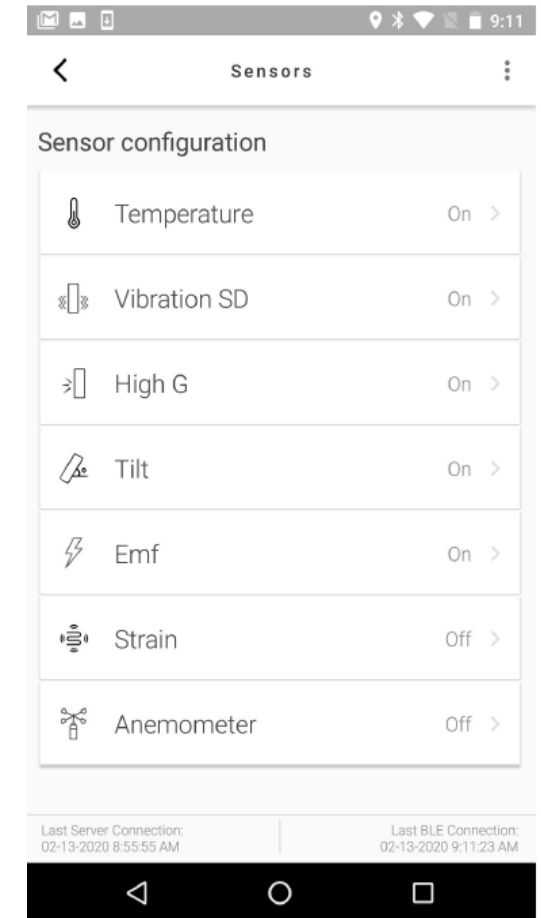 9:11
Sensors
Sensor configuration
Temperature On
Vibration SD On
High G On
Tilt On
Emf On
Strain Off
Anemometer Off
Last Server Connection: Last BLE Connection:
02-13-2020 8:55:55 AM 02-13-2020 9:11:23 AM